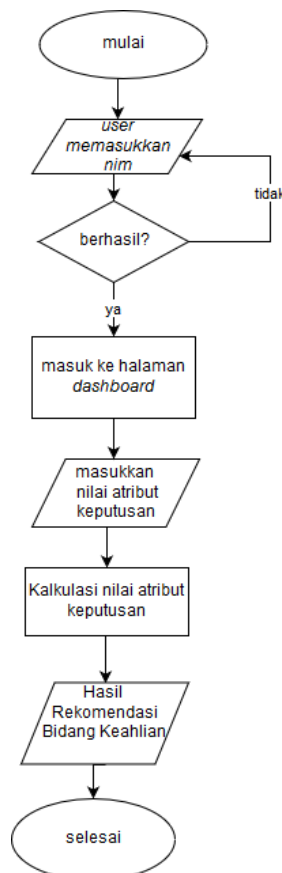 mulai
user
memasukkan
nim
tidak
berhasil?
ya
masuk ke halaman
dashboard
masukkan
nilai atribut
keputusan
Kalkulasi nilai atribut
keputusan
Hasil
Rekomendasi
Bidang Keahlian
selesai